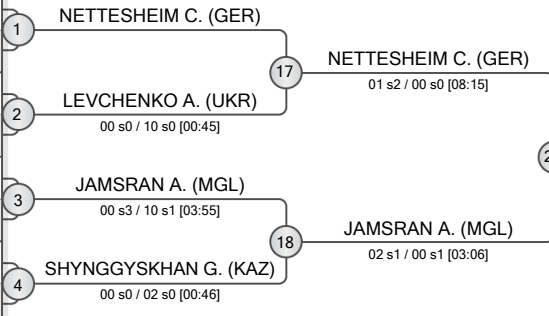 1
NETTESHEIM C. (GER)
17
NETTESHEIM C. (GER)
01 s2 / 00 s0 [08:15]
2
LEVCHENKO A. (UKR)
00 s0 / 10 s0 [00:45]
3
JAMSRAN A. (MGL)
00 s3 / 10 s1 [03:55]
18
JAMSRAN A. (MGL)
02 s1 / 00 s1 [03:06]
4
SHYNGGYSKHAN G. (KAZ)
00 s0 / 02 s0 [00:46]